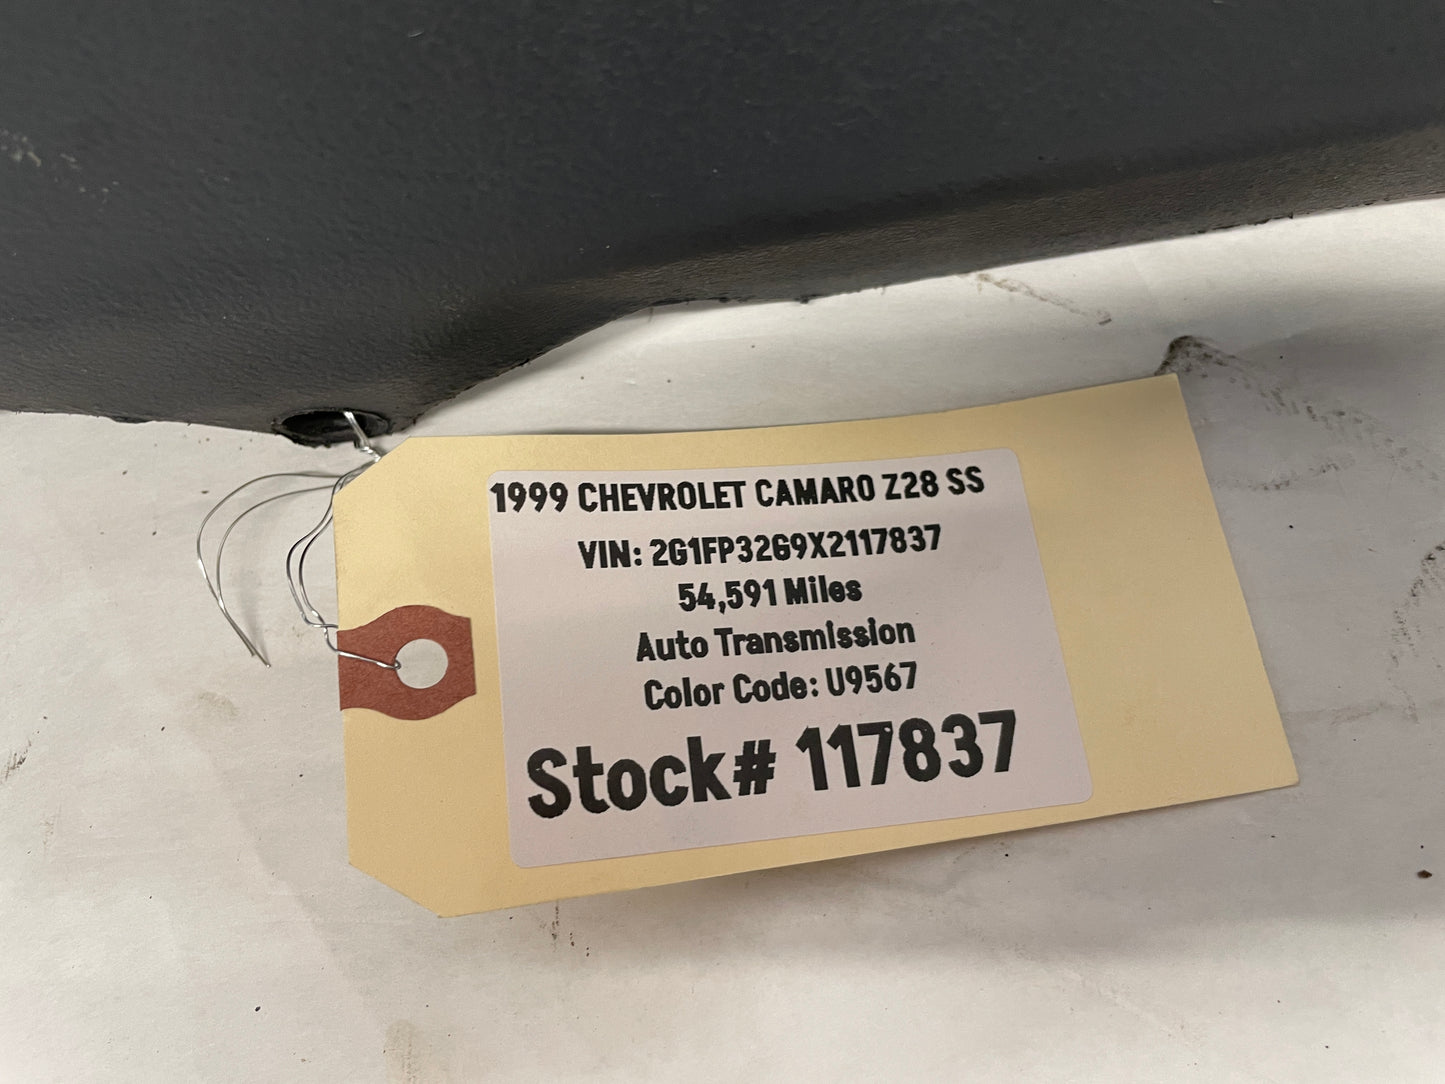 1999 CHEVROLET CAMARO Z28 SS
VIN: 2G1FP32G9X2117837
54,591 Miles
Auto Transmission
Color Code: U9567
Stock# 117837